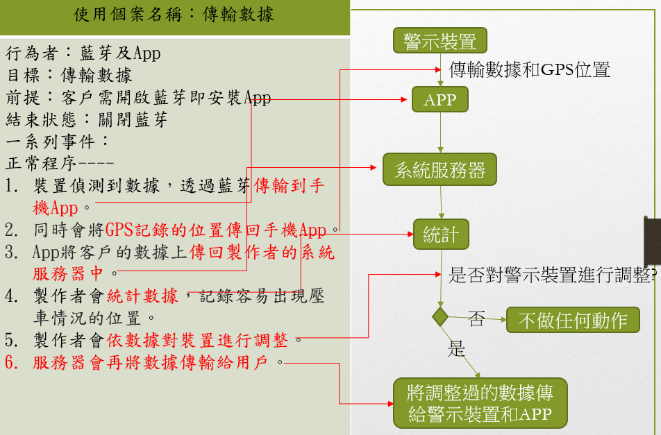 使用個案名稱：傳輸數據
行為者：藍芽及App
目標：傳輸數據
前提：客戶需開啟藍芽即安裝App
結束狀態：關閉藍芽
一系列事件：
正常程序----
1. 裝置偵測到數據，透過藍芽傳輸到手
機App。
2. 同時會將GPS記錄的位置傳回手機App。
3. App將客戶的數據上傳回製作者的系統
服務器中。
4. 製作者會統計數據，記錄容易出現壓
車情況的位置。
5. 製作者會依數據對裝置進行調整。
6. 服務器會再將數據傳輸給用戶。
警示裝置
傳輸數據和GPS位置
APP
系統服務器
統計
是否對警示裝置進行調整?
否
不做任何動作
是
將調整過的數據傳
給警示裝置和APP